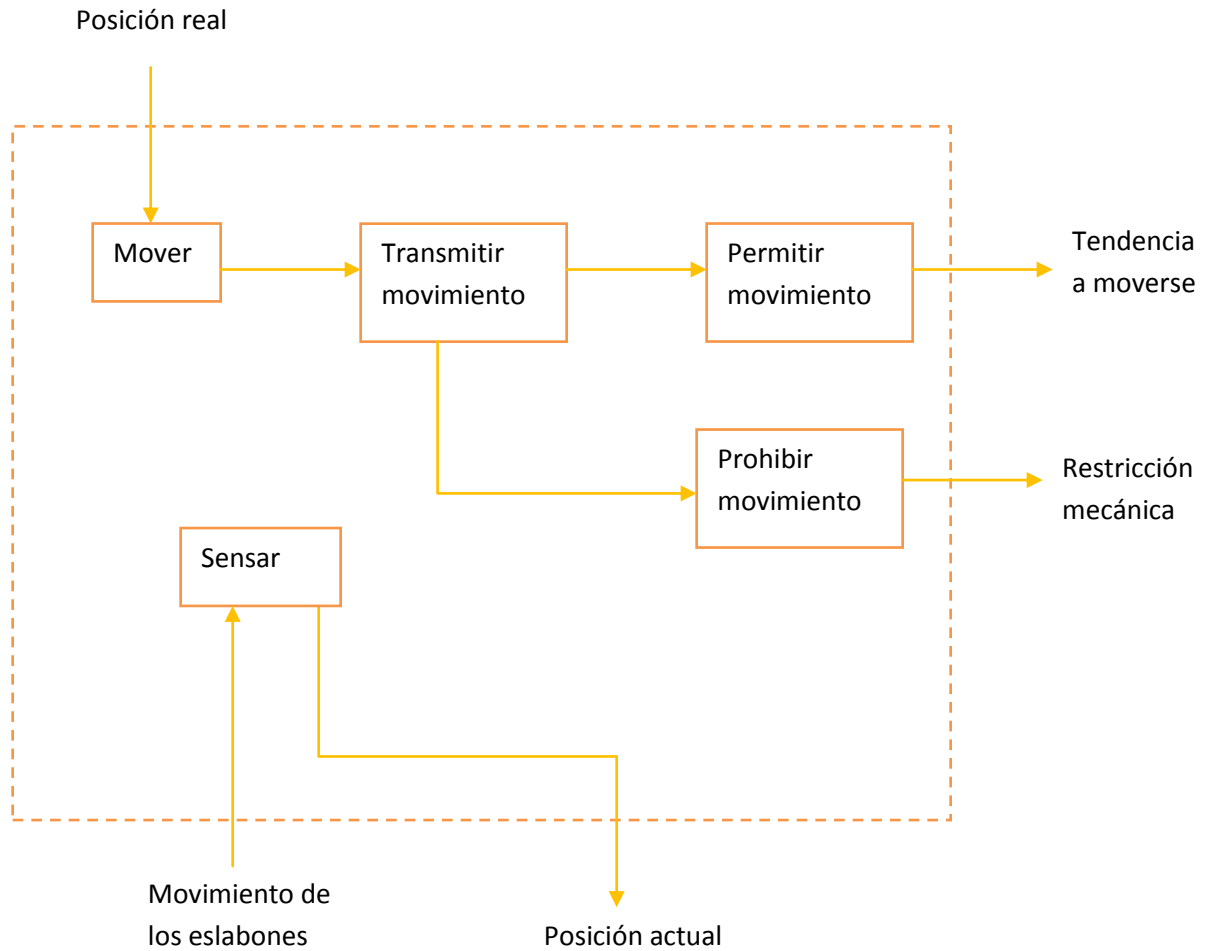 Posición real
Mover
Transmitir
movimiento
Permitir
movimiento
Tendencia
a moverse
Prohibir
movimiento
Restricción
mecánica
Sensar
Movimiento de
los eslabones
Posición actual